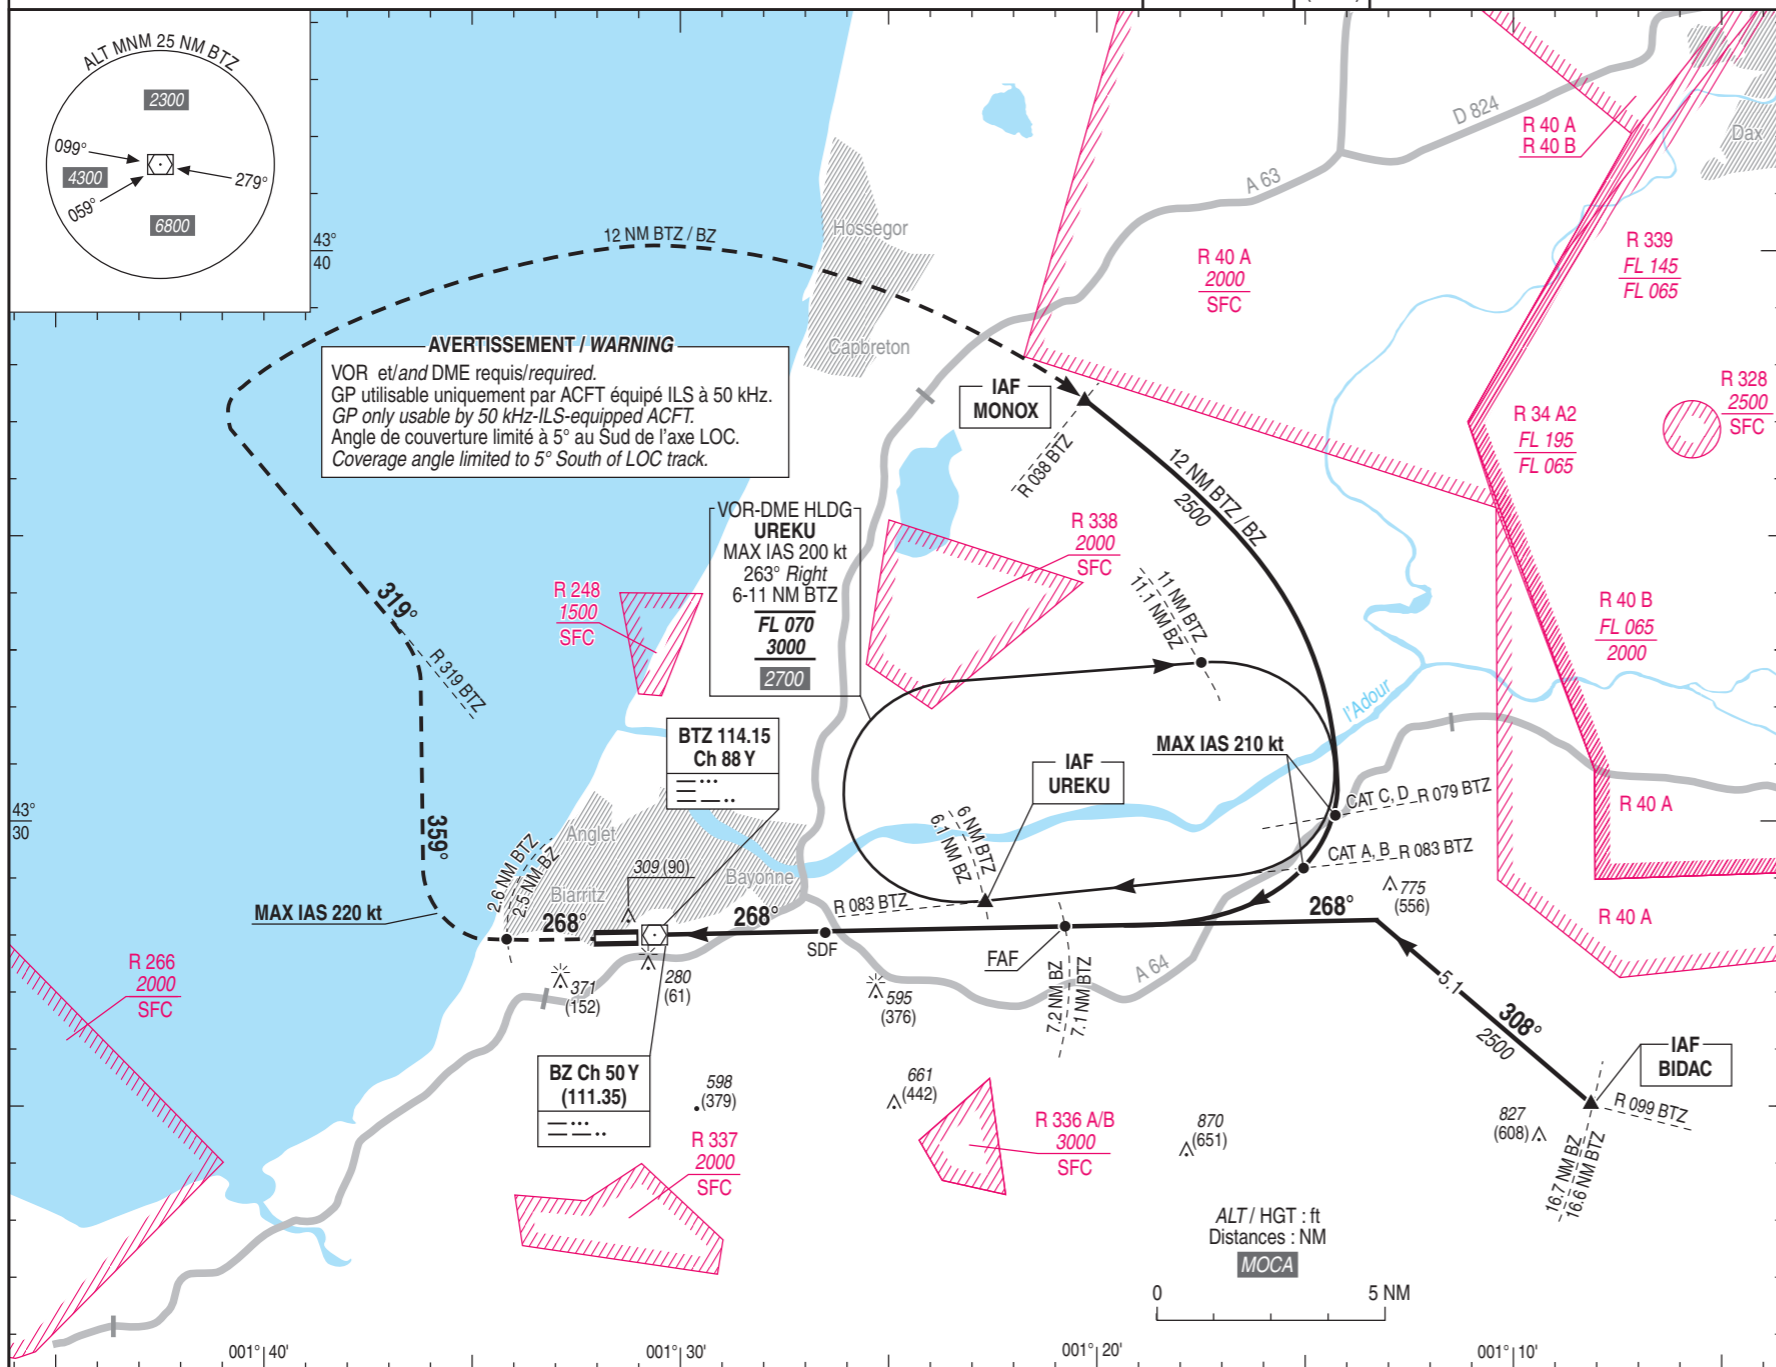 ALT MNM 25 NM BTZ
2300
099°
4300
059°
279°
6800
43°
40
12 NM BTZ / BZ
Hossegor
Capbreton
AVERTISSEMENT / WARNING
VOR et/and DME requis/required.
GP utilisable uniquement par ACFT équipé ILS à 50 kHz.
GP only usable by 50 kHz-ILS-equipped ACFT.
Angle de couverture limité à 5° au Sud de l'axe LOC.
Coverage angle limited to 5° South of LOC track.
A 63
D 824
Dax
R 40 A
R 40 B
R 40 A
2000
SFC
R 339
FL 145
FL 065
R 328
2500
SFC
R 34 A2
FL 195
FL 065
IAF
MONOX
R 038 BTZ
12 NM BTZ / BZ
2500
VOR-DME HLDG
UREKU
MAX IAS 200 kt
263° Right
6-11 NM BTZ
FL 070
3000
2700
R 338
2000
SFC
R 248
1500
SFC
319°
R 319 BTZ
11 NM BTZ
11.1 NM BZ
R 40 B
FL 065
2000
l'Adour
BTZ 114.15
Ch 88 Y
IAF
UREKU
MAX IAS 210 kt
CAT C, D
R 079 BTZ
R 40 A
43°
30
359°
Anglet
6 NM BTZ
6.1 NM BZ
CAT A, B
R 083 BTZ
2.6 NM BTZ
2.5 NM BZ
309 (90)
Biarritz
Bayonne
R 083 BTZ
775
(556)
MAX IAS 220 kt
268°
268°
268°
R 40 A
SDF
FAF
A 64
R 266
2000
SFC
371
(152)
280
(61)
595
(376)
7.2 NM BZ
7.1 NM BTZ
5.1
308°
2500
IAF
BIDAC
R 099 BTZ
BZ Ch 50 Y
(111.35)
598
(379)
661
(442)
R 336 A/B
3000
SFC
870
(651)
827
(608)
16.7 NM BZ
16.6 NM BTZ
R 337
2000
SFC
ALT / HGT : ft
Distances : NM
MOCA
0
5 NM
001° 40'
001° 30'
001° 20'
001° 10'